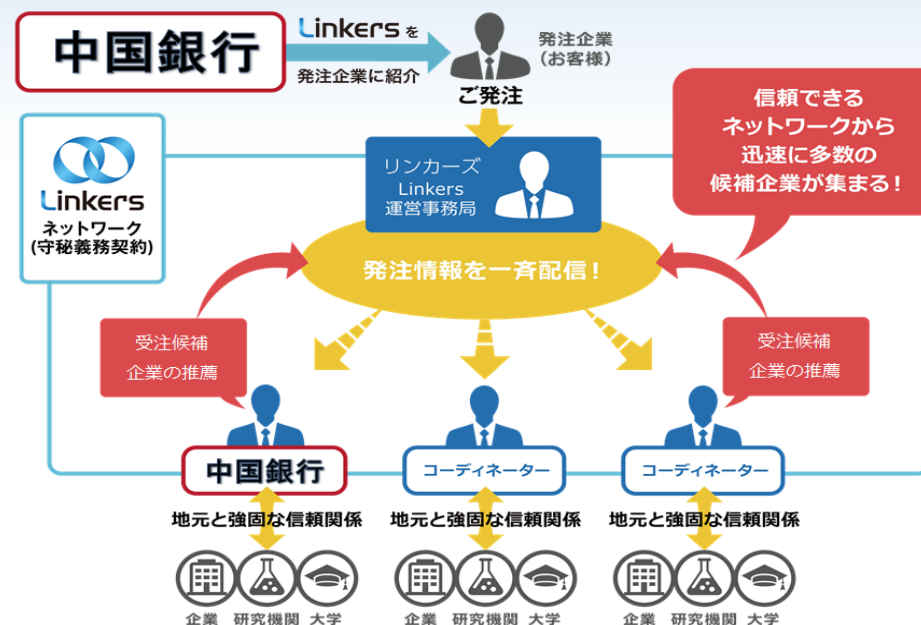 中国銀行
Linkersを
発注企業に紹介
発注企業
(お客様)
ご発注
信頼できる
ネットワークから
迅速に多数の
候補企業が集まる！
Linkers
ネットワーク
(守秘義務契約)
リンカーズ
Linkers
運営事務局
発注情報を一斉配信！
受注候補
企業の推薦
受注候補
企業の推薦
中国銀行
コーディネーター
コーディネーター
地元と強固な信頼関係
地元と強固な信頼関係
地元と強固な信頼関係
企業 研究機関 大学
企業 研究機関 大学
企業 研究機関 大学